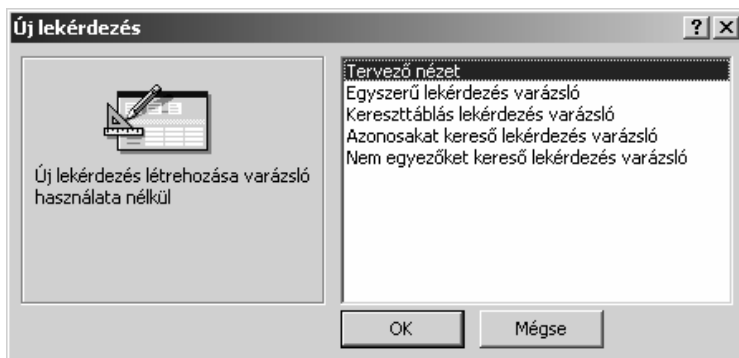 Új lekérdezés
Új lekérdezés létrehozása varázsló
használata nélkül
Tervező nézet
Egyszerű lekérdezés varázsló
Kereszttáblás lekérdezés varázsló
Azonosakat kereső lekérdezés varázsló
Nem egyezőket kereső lekérdezés varázsló
OK
Mégse